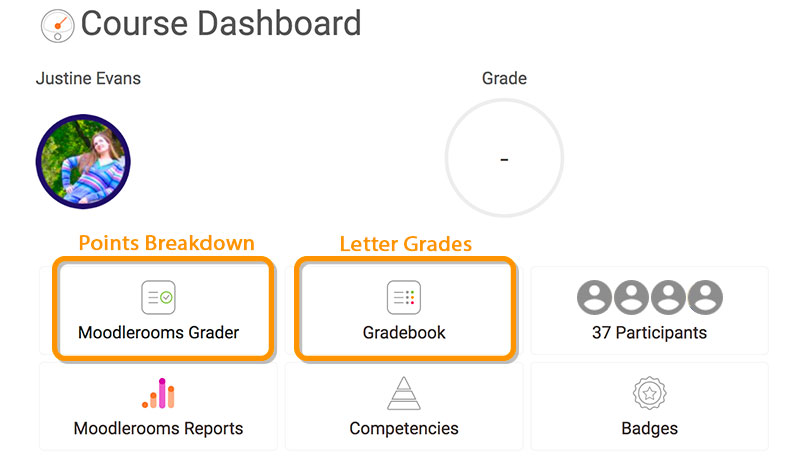 Course Dashboard
Justine Evans
Grade
-
Points Breakdown
Letter Grades
Moodlerooms Grader
Gradebook
37 Participants
Moodlerooms Reports
Competencies
Badges